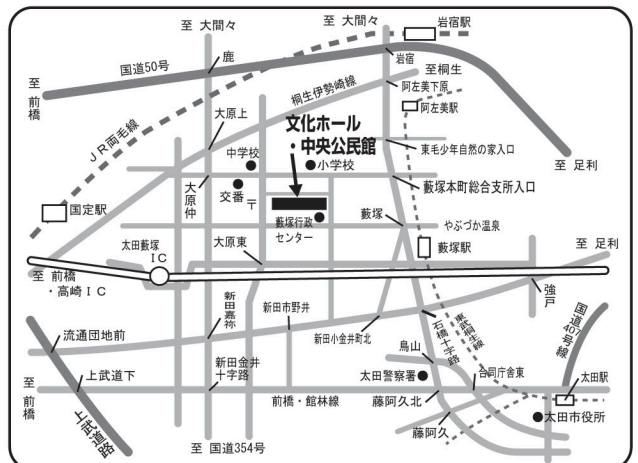 至 大間々
至 大間々
岩宿駅
国道50号
鹿
岩宿
至桐生
至
前
橋
桐生伊勢崎線
阿左美下原
阿左美駅
JR両毛線
大原上
文化ホール
・中央公民館
中学校
小学校
東毛少年自然の家入口
至 足利
大
原
仲
交番
〒
藪塚本町総合支所入口
国定駅
藪塚
藪塚行政
センター
やぶづか温泉
太田藪塚
IC
大原東
藪塚駅
至 足利
至 前橋
・高崎IC
新
田
嘉
祢
新田市野井
強
戸
新田小金井町北
石橋十字路
東武桐生線
国道407号線
流通団地前
鳥山
新田金井
十字路
太田警察署
合同庁舎東
太田駅
至
前
橋
上武道下
前橋・館林線
藤阿久北
太田市役所
上武道路
藤阿久
至 国道354号